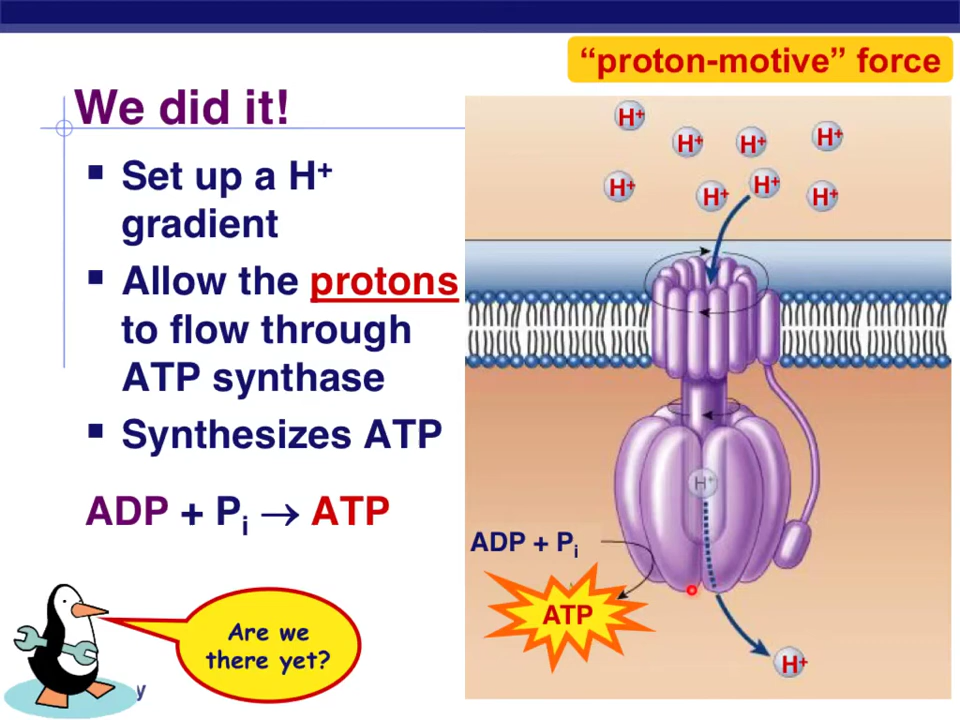 “proton-motive” force
We did it!
▪ Set up a H⁺
gradient
▪ Allow the protons
to flow through
ATP synthase
▪ Synthesizes ATP
ADP + Pᵢ → ATP
Are we
there yet?
y
H⁺
H⁺
H⁺
H⁺
H⁺
H⁺
H⁺
H⁺
H⁺
ADP + Pᵢ
ATP
H⁺